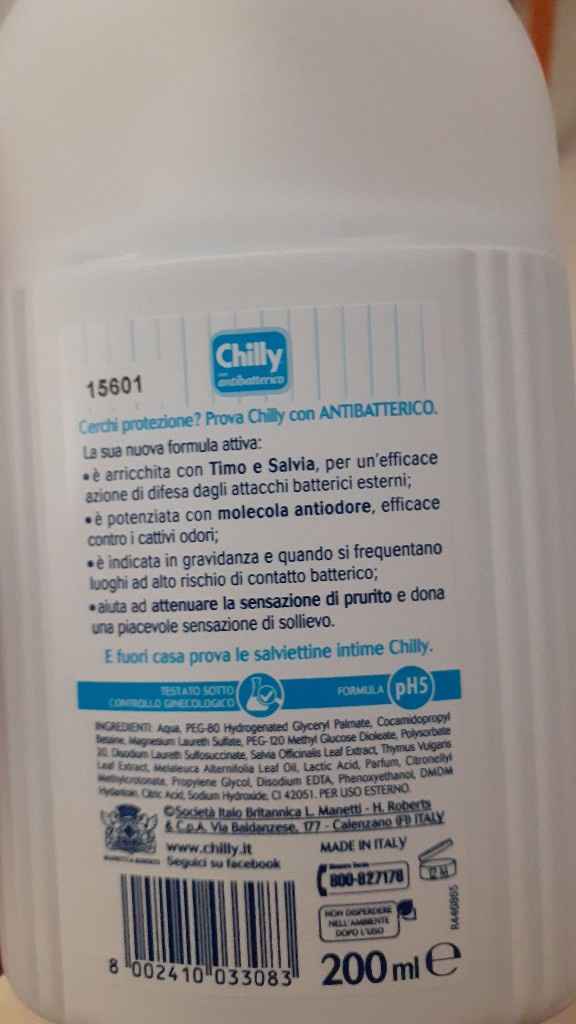 Chilly
con
antibatterico
15601
Cerchi protezione? Prova Chilly con ANTIBATTERICO.
La sua nuova formula attiva:
• è arricchita con Timo e Salvia, per un'efficace
azione di difesa dagli attacchi batterici esterni;
• è potenziata con molecola antiodore, efficace
contro i cattivi odori;
• è indicata in gravidanza e quando si frequentano
luoghi ad alto rischio di contatto batterico;
• aiuta ad attenuare la sensazione di prurito e dona
una piacevole sensazione di sollievo.
E fuori casa prova le salviettine intime Chilly.
TESTATO SOTTO
CONTROLLO GINECOLOGICO
FORMULA pH5
INGREDIENTI: Aqua, PEG-80 Hydrogenated Glyceryl Palmate, Cocamidopropyl
Betaine, Magnesium Laureth Sulfate, PEG-120 Methyl Glucose Dioleate, Polysorbate
20, Disodium Laureth Sulfosuccinate, Salvia Officinalis Leaf Extract, Thymus Vulgaris
Leaf Extract, Melaleuca Alternifolia Leaf Oil, Lactic Acid, Parfum, Citronellyl
Methylcrotonate, Propylene Glycol, Disodium EDTA, Phenoxyethanol, DMDM
Hydantoin, Citric Acid, Sodium Hydroxide, CI 42051. PER USO ESTERNO.
©Società Italo Britannica L. Manetti - H. Roberts
& C.p.A. Via Baldanzese, 177 - Calenzano (FI) ITALY
www.chilly.it
Seguici su facebook
MADE IN ITALY
800-827178
12 M
NON DISPERDERE
NELL'AMBIENTE
DOPO L'USO
R446865
8 002410 033083
200 ml e